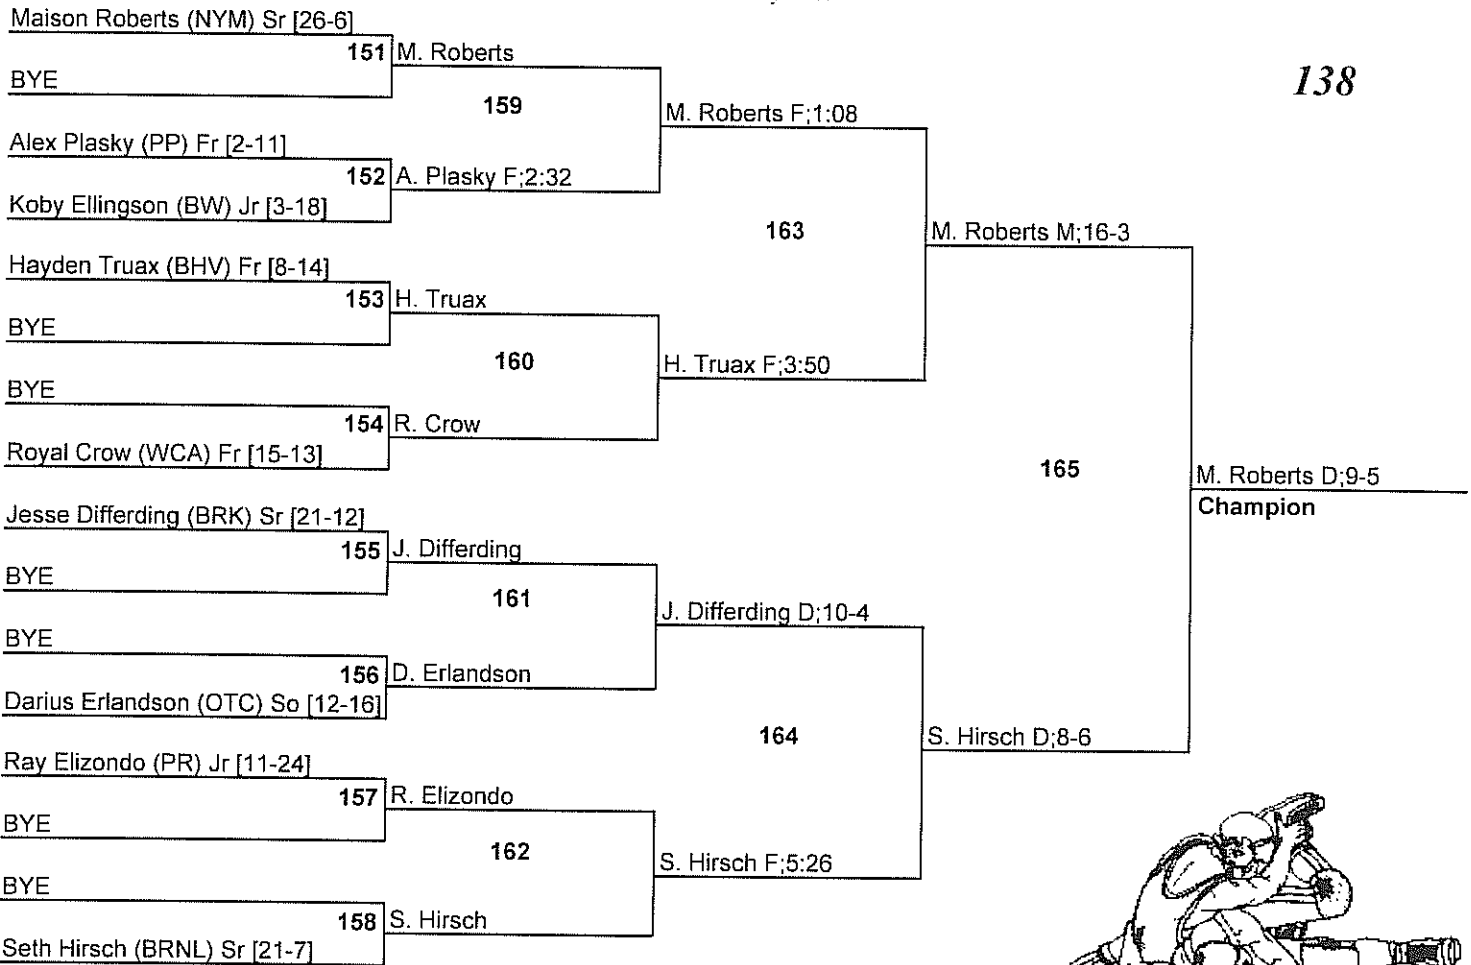 Maison Roberts (NYM) Sr [26-6]
151 M. Roberts
BYE
138
159
M. Roberts F;1:08
Alex Plasky (PP) Fr [2-11]
152 A. Plasky F;2:32
Koby Ellingson (BW) Jr [3-18]
163
M. Roberts M;16-3
Hayden Truax (BHV) Fr [8-14]
153 H. Truax
BYE
160
H. Truax F;3:50
BYE
154 R. Crow
Royal Crow (WCA) Fr [15-13]
165
M. Roberts D;9-5
Champion
Jesse Differding (BRK) Sr [21-12]
155 J. Differding
BYE
161
J. Differding D;10-4
BYE
156 D. Erlandson
Darius Erlandson (OTC) So [12-16]
164
S. Hirsch D;8-6
Ray Elizondo (PR) Jr [11-24]
157 R. Elizondo
BYE
162
S. Hirsch F;5:26
BYE
158 S. Hirsch
Seth Hirsch (BRNL) Sr [21-7]